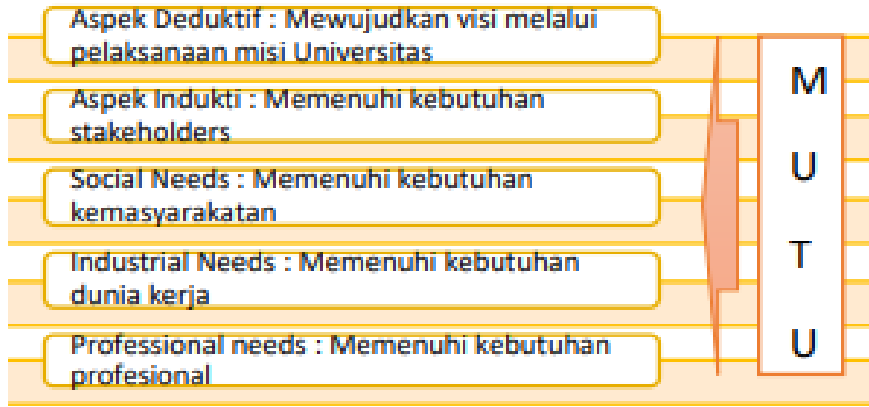 Aspek Deduktif : Mewujudkan visi melalui
pelaksanaan misi Universitas
Aspek Indukti : Memenuhi kebutuhan
stakeholders
Social Needs : Memenuhi kebutuhan
kemasyarakatan
Industrial Needs : Memenuhi kebutuhan
dunia kerja
Professional needs : Memenuhi kebutuhan
profesional
M
U
T
U